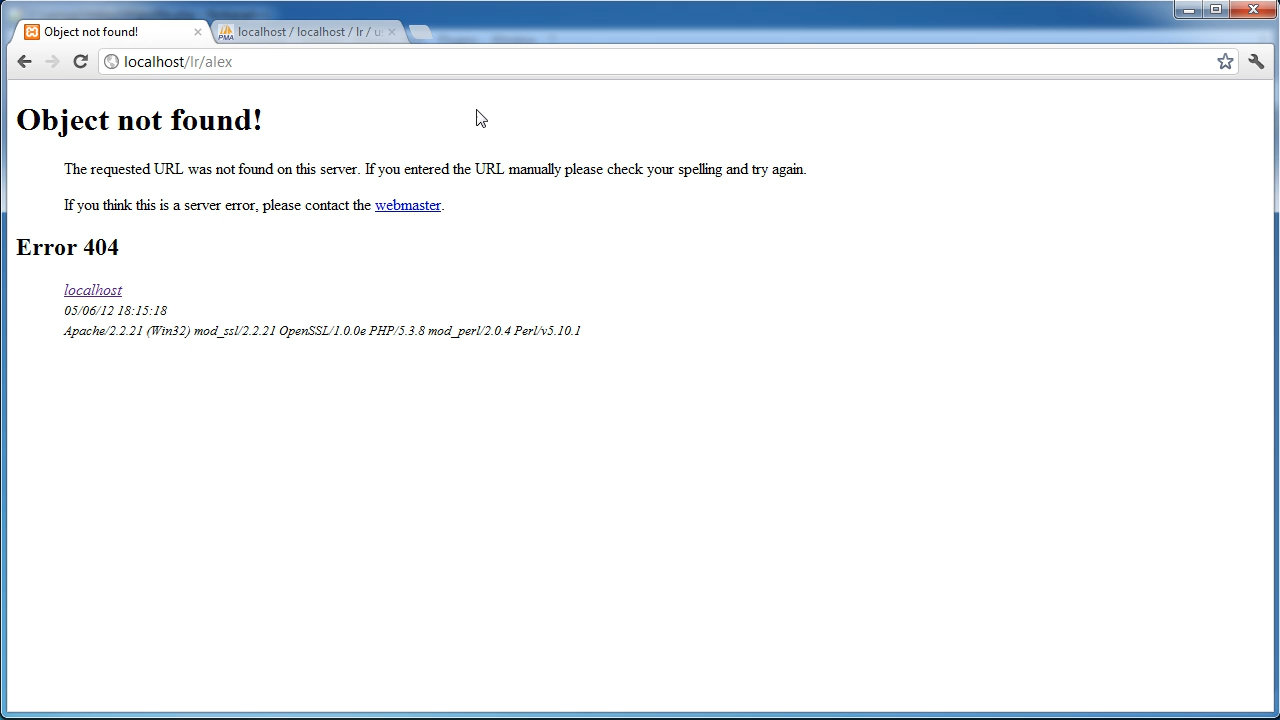 Object not found!
PMA localhost / localhost / lr / u
localhost/lr/alex
Object not found!
The requested URL was not found on this server. If you entered the URL manually please check your spelling and try again.
If you think this is a server error, please contact the webmaster.
Error 404
localhost
05/06/12 18:15:18
Apache/2.2.21 (Win32) mod_ssl/2.2.21 OpenSSL/1.0.0e PHP/5.3.8 mod_perl/2.0.4 Perl/v5.10.1